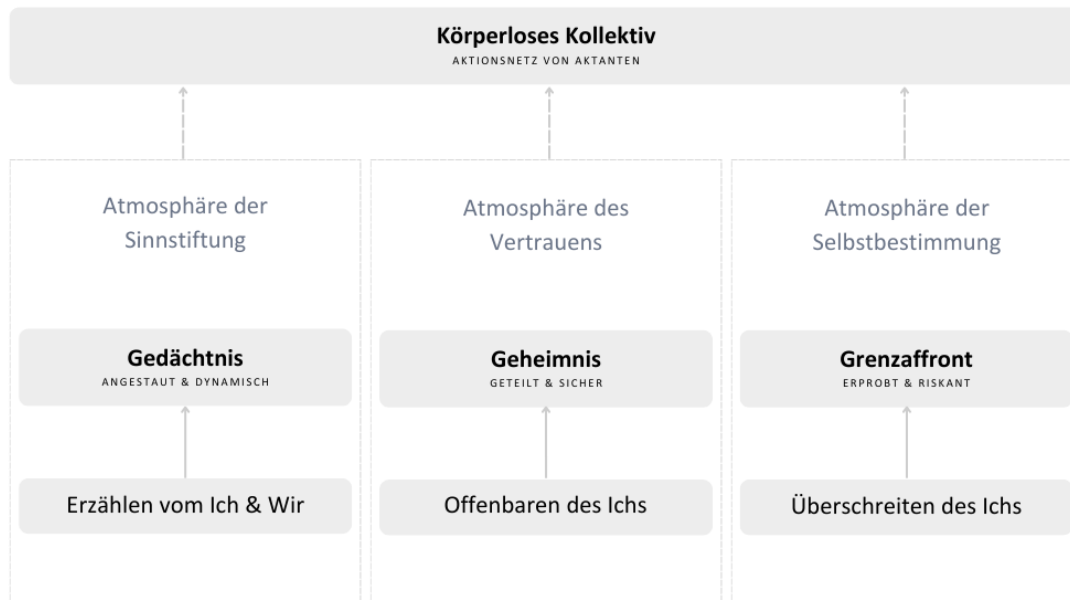 Körperloses Kollektiv
AKTIONSNETZ VON AKTANTEN
Atmosphäre der
Sinnstiftung
Atmosphäre des
Vertrauens
Atmosphäre der
Selbstbestimmung
Gedächtnis
ANGESTAUT & DYNAMISCH
Geheimnis
GETEILT & SICHER
Grenzaffront
ERPROBT & RISKANT
Erzählen vom Ich & Wir
Offenbaren des Ichs
Überschreiten des Ichs